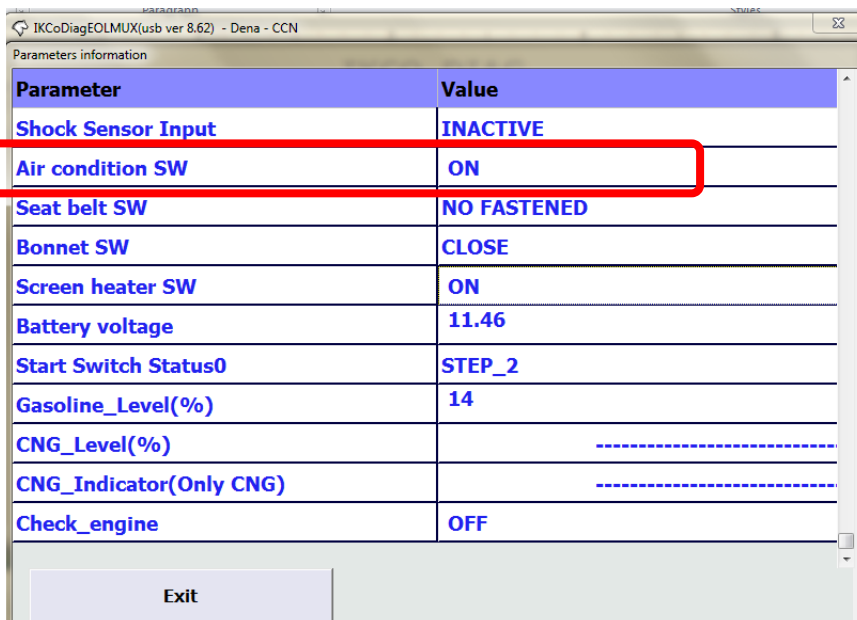 Paragraph Styles
IKCoDiagEOLMUX(usb ver 8.62) - Dena - CCN
Parameters information
Parameter Value
Shock Sensor Input INACTIVE
Air condition SW ON
Seat belt SW NO FASTENED
Bonnet SW CLOSE
Screen heater SW ON
Battery voltage 11.46
Start Switch Status0 STEP_2
Gasoline_Level(%) 14
CNG_Level(%) --------------------------
CNG_Indicator(Only CNG) --------------------------
Check_engine OFF
Exit